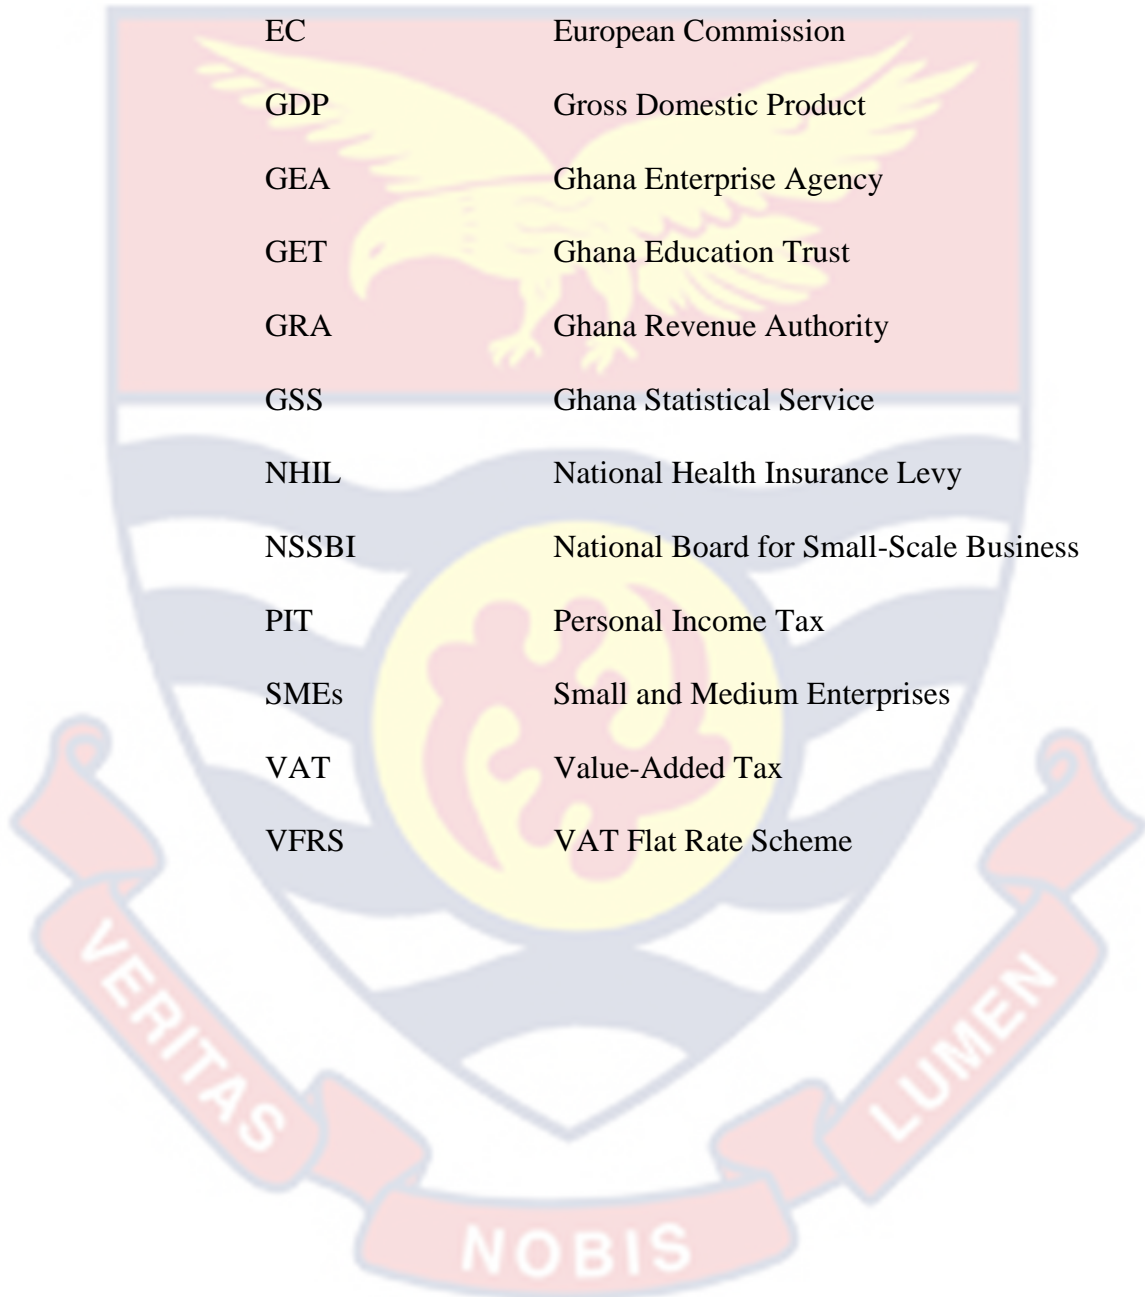 EC European Commission
GDP Gross Domestic Product
GEA Ghana Enterprise Agency
GET Ghana Education Trust
GRA Ghana Revenue Authority
GSS Ghana Statistical Service
NHIL National Health Insurance Levy
NSSBI National Board for Small-Scale Business
PIT Personal Income Tax
SMEs Small and Medium Enterprises
VAT Value-Added Tax
VFRS VAT Flat Rate Scheme
VERITAS
NOBIS
LUMEN